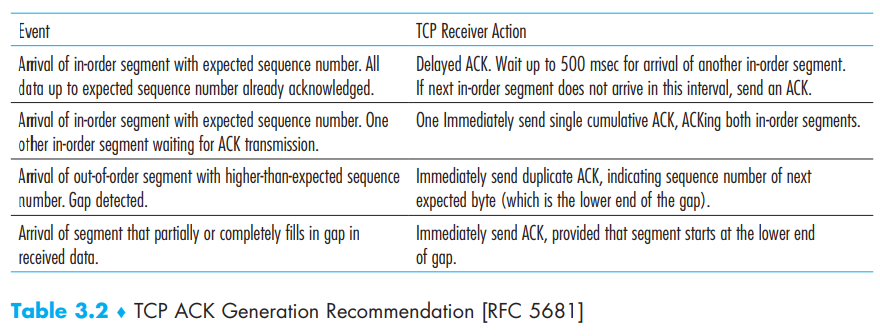 Event TCP Receiver Action
Arrival of in-order segment with expected sequence number. All Delayed ACK. Wait up to 500 msec for arrival of another in-order segment.
data up to expected sequence number already acknowledged. If next in-order segment does not arrive in this interval, send an ACK.
Arrival of in-order segment with expected sequence number. One One Immediately send single cumulative ACK, ACKing both in-order segments.
other in-order segment waiting for ACK transmission.
Arrival of out-of-order segment with higher-than-expected sequence Immediately send duplicate ACK, indicating sequence number of next
number. Gap detected. expected byte (which is the lower end of the gap).
Arrival of segment that partially or completely fills in gap in Immediately send ACK, provided that segment starts at the lower end
received data. of gap.
Table 3.2 ♦ TCP ACK Generation Recommendation [RFC 5681]